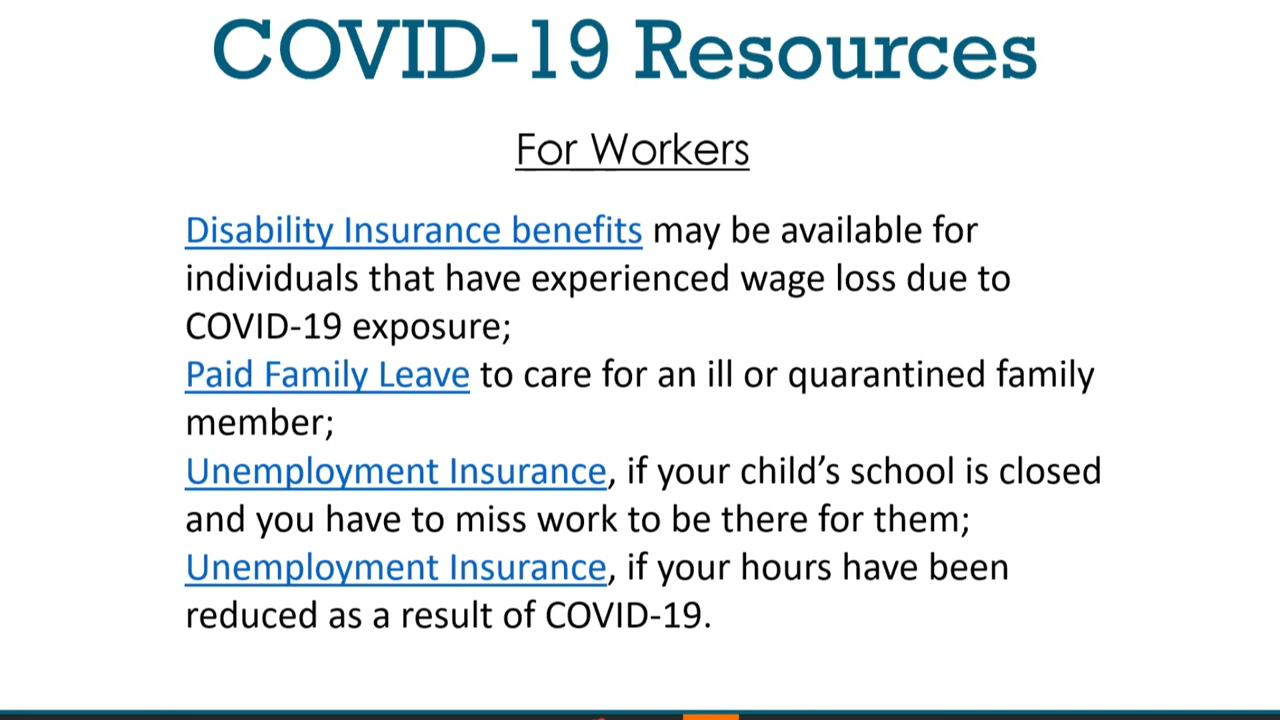 COVID-19 Resources
For Workers
Disability Insurance benefits may be available for
individuals that have experienced wage loss due to
COVID-19 exposure;
Paid Family Leave to care for an ill or quarantined family
member;
Unemployment Insurance, if your child’s school is closed
and you have to miss work to be there for them;
Unemployment Insurance, if your hours have been
reduced as a result of COVID-19.